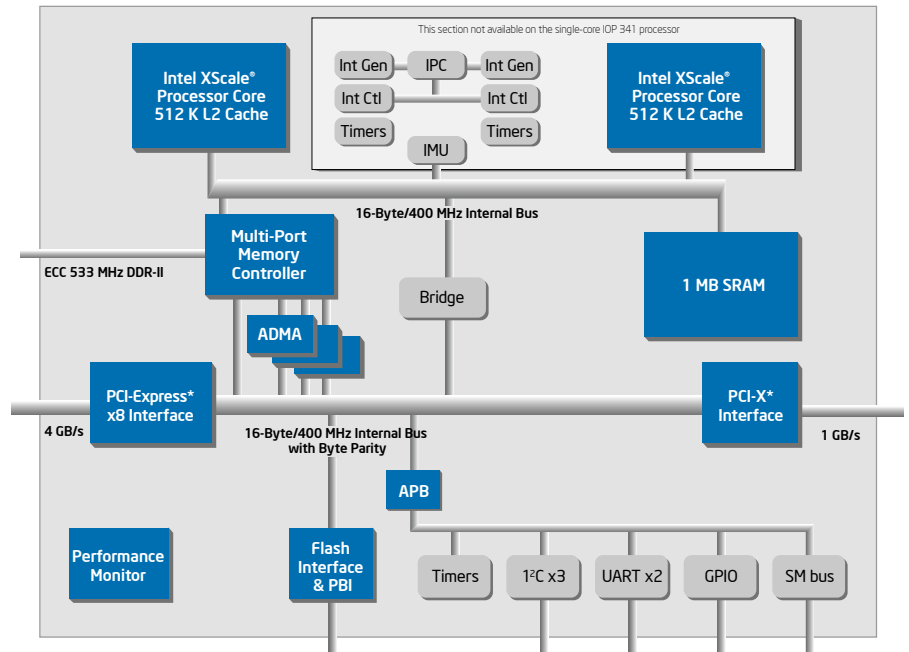 This section not available on the single-core IOP 341 processor
Intel XScale®
Processor Core
512 K L2 Cache
Int Gen
IPC
Int Gen
Int Ctl
Int Ctl
Timers
Timers
IMU
Intel XScale®
Processor Core
512 K L2 Cache
16-Byte/400 MHz Internal Bus
Multi-Port
Memory
Controller
ECC 533 MHz DDR-II
Bridge
1 MB SRAM
ADMA
PCI-Express*
x8 Interface
PCI-X*
Interface
4 GB/s
16-Byte/400 MHz Internal Bus
with Byte Parity
1 GB/s
APB
Performance
Monitor
Flash
Interface
& PBI
Timers
1²C x3
UART x2
GPIO
SM bus